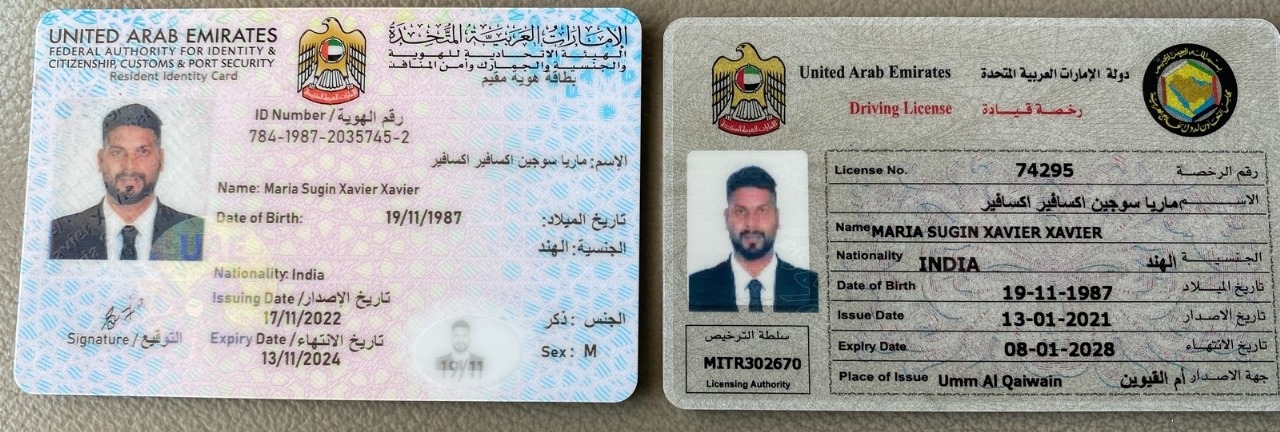 UNITED ARAB EMIRATES
FEDERAL AUTHORITY FOR IDENTITY &
CITIZENSHIP, CUSTOMS & PORT SECURITY
Resident Identity Card
الإمارات العربية المتحدة
الهيئة الاتحادية للهوية
والجنسية والجمارك وأمن المنافذ
بطاقة هوية مقيم
ID Number / رقم الهوية
784-1987-2035745-2
الإسم: ماريا سوجين اكسافير اكسافير
Name: Maria Sugin Xavier Xavier
Date of Birth: 19/11/1987 تاريخ الميلاد:
الجنسية: الهند
Nationality: India
Issuing Date / تاريخ الإصدار
17/11/2022
الجنس: ذكر
Signature / التوقيع
Expiry Date / تاريخ الانتهاء
13/11/2024
Sex: M
19/11
United Arab Emirates دولة الإمارات العربية المتحدة
Driving License رخصة قيادة
License No. 74295 رقم الرخصة
الاسم ماريا سوجين اكسافير اكسافير
Name MARIA SUGIN XAVIER XAVIER
Nationality INDIA الهند الجنسية
Date of Birth 19-11-1987 تاريخ الميلاد
Issue Date 13-01-2021 تاريخ الاصدار
Expiry Date 08-01-2028 تاريخ الانتهاء
Place of Issue Umm Al Qaiwain أم القيوين جهة الاصدار
سلطة الترخيص
MITR302670
Licensing Authority